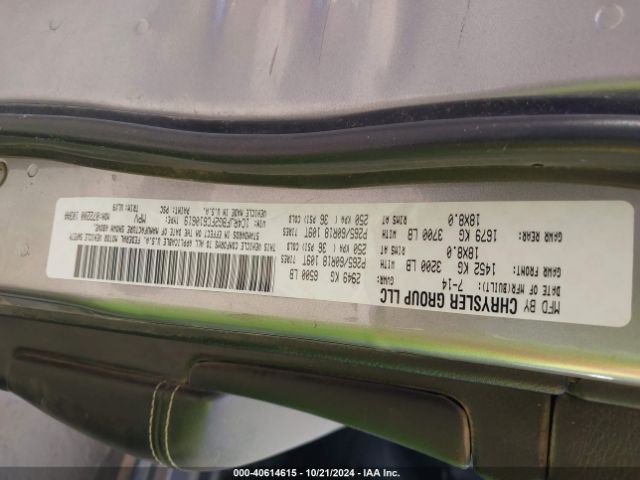 MFD BY CHRYSLER GROUP LLC
DATE OF MFR(BUILT): 7-14 GVWR: 2949 KG 6500 LB
GAWR FRONT: 1452 KG 3200 LB WITH P265/60R18 109T TIRES
18X8.0 RIMS AT 250 KPA 36 PSI COLD
GAWR REAR: 1679 KG 3700 LB WITH P265/60R18 109T TIRES
18X8.0 RIMS AT 250 KPA 36 PSI COLD
THIS VEHICLE CONFORMS TO ALL APPLICABLE U.S.A. FEDERAL MOTOR VEHICLE SAFETY
STANDARDS IN EFFECT ON THE DATE OF MANUFACTURE SHOWN ABOVE.
TYPE: MPV
VEHICLE MADE IN U.S.A. PAINT: PSC
000-40614615 - 10/21/2024 - IAA Inc.